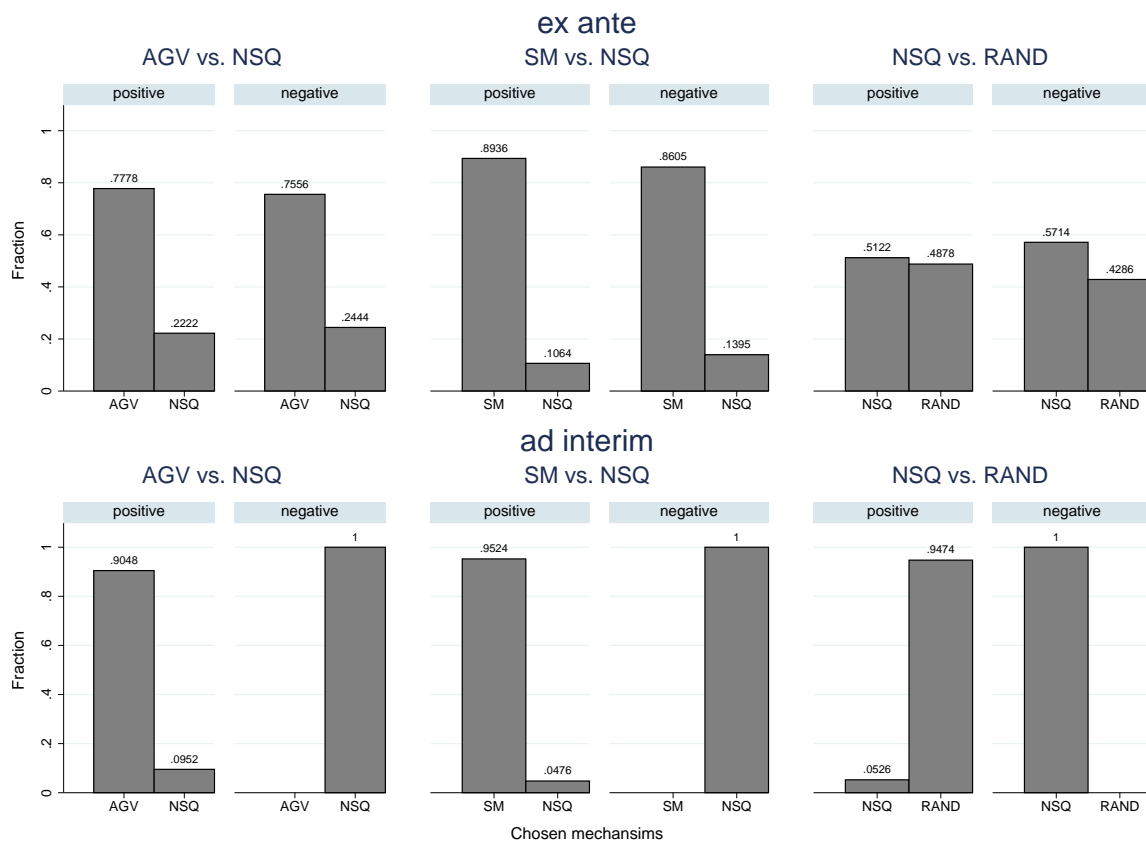 ex ante
AGV vs. NSQ SM vs. NSQ NSQ vs. RAND
positive negative positive negative positive negative
Fraction
0 .2 .4 .6 .8 1
.7778 .2222 .7556 .2444 .8936 .1064 .8605 .1395 .5122 .4878 .5714 .4286
AGV NSQ AGV NSQ SM NSQ SM NSQ NSQ RAND NSQ RAND
ad interim
AGV vs. NSQ SM vs. NSQ NSQ vs. RAND
positive negative positive negative positive negative
Fraction
0 .2 .4 .6 .8 1
.9048 .0952 1 .9524 .0476 1 .0526 .9474 1
AGV NSQ AGV NSQ SM NSQ SM NSQ NSQ RAND NSQ RAND
Chosen mechansims